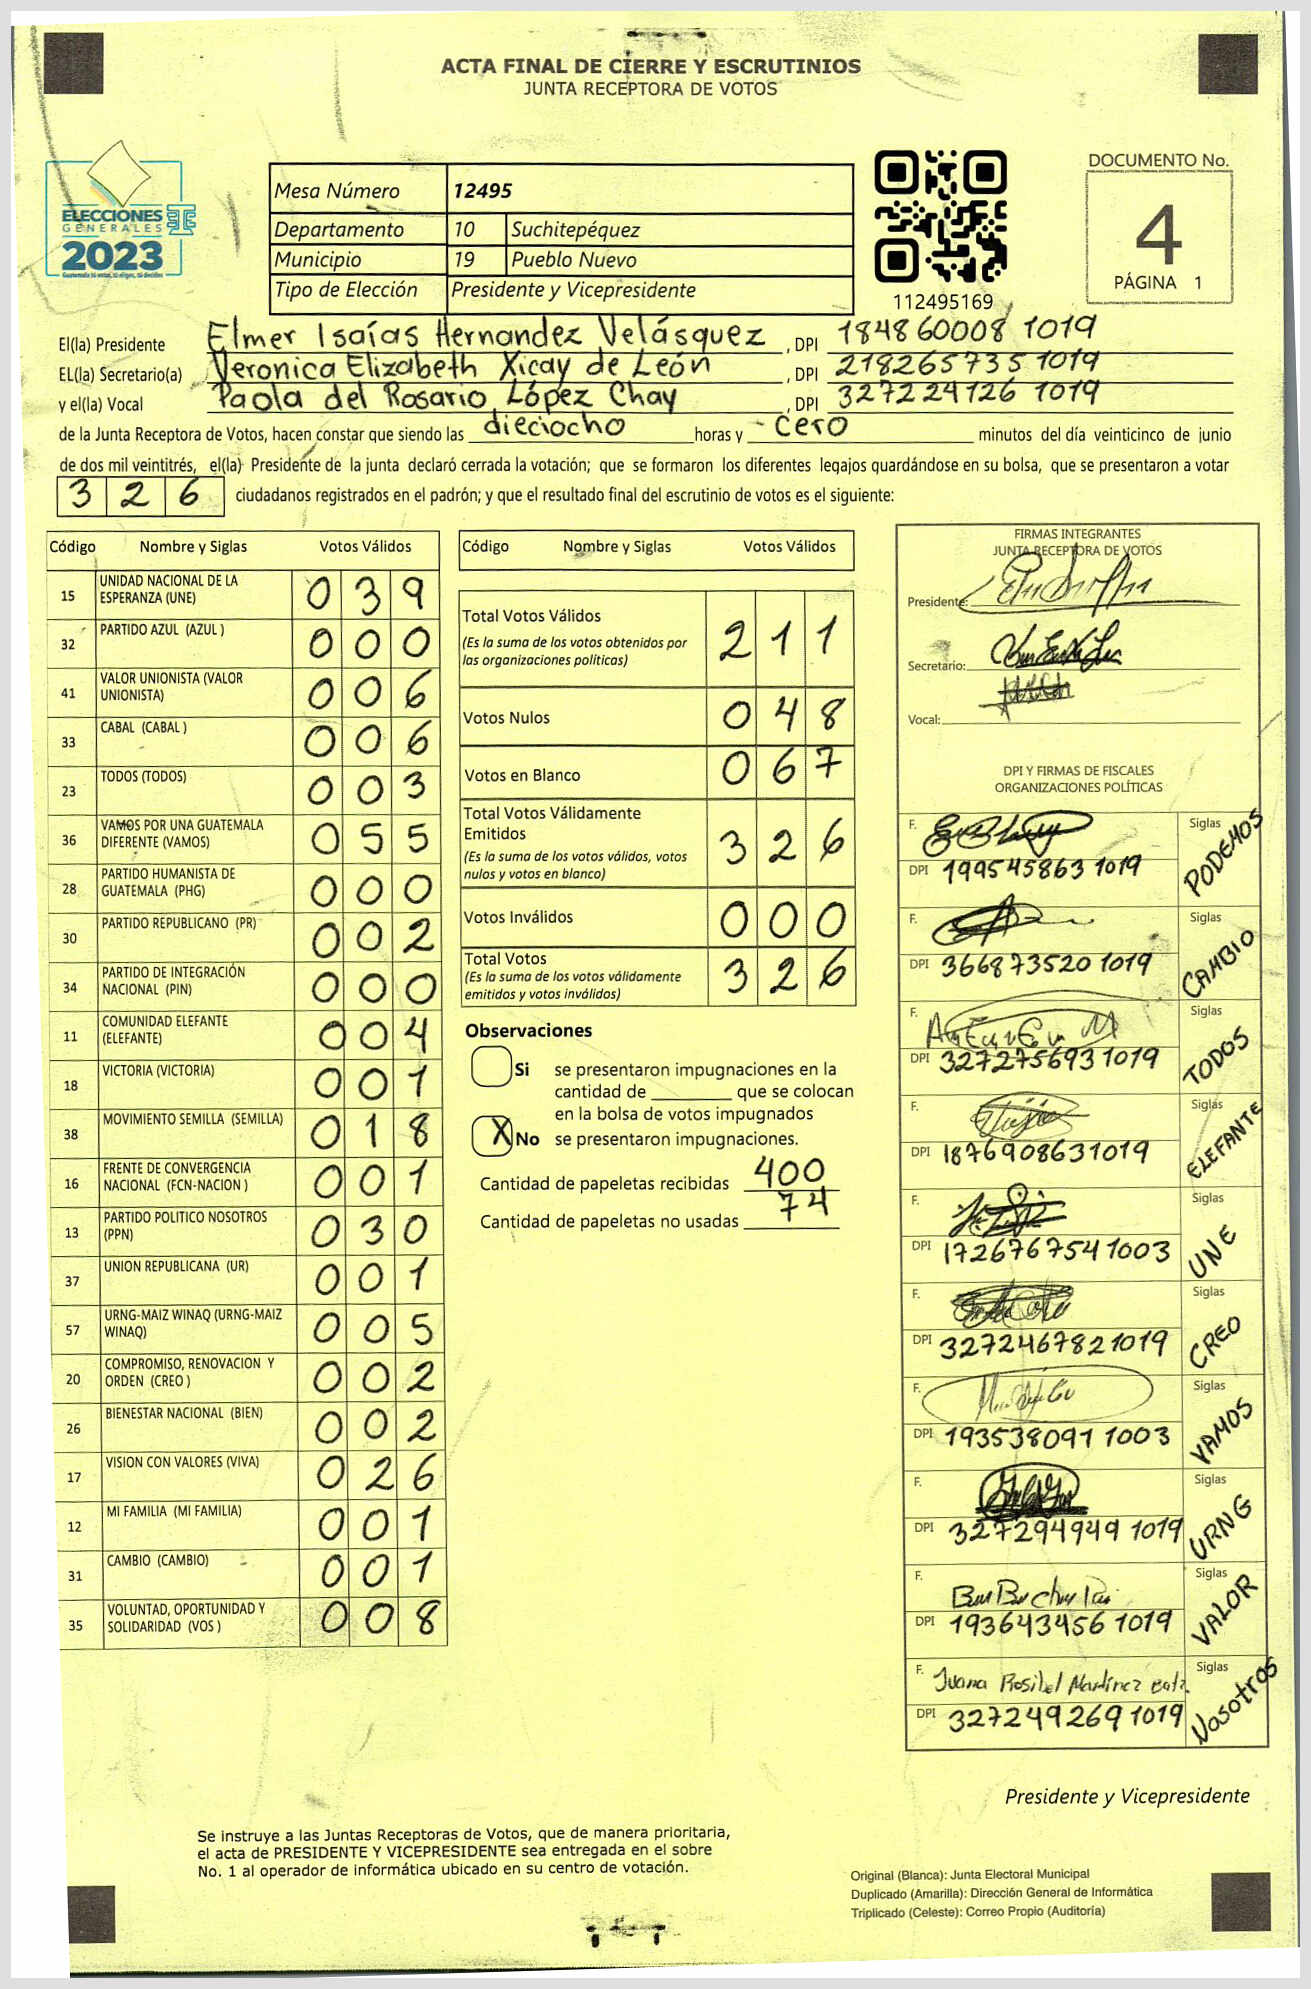 ACTA FINAL DE CIERRE Y ESCRUTINIOS
JUNTA RECEPTORA DE VOTOS
ELECCIONES
GENERALES
2023
Guatemala tú votas, tú eliges, tú decides
Mesa Número 12495
Departamento 10 Suchitepéquez
Municipio 19 Pueblo Nuevo
Tipo de Elección Presidente y Vicepresidente
112495169
DOCUMENTO No.
4
PÁGINA 1
El(la) Presidente Elmer Isaías Hernandez Velásquez, DPI 184860008 1019
EL(la) Secretario(a) Veronica Elizabeth Xicay de León, DPI 218265735 1019
y el(la) Vocal Paola del Rosario López Chay, DPI 327224126 1019
de la Junta Receptora de Votos, hacen constar que siendo las dieciocho horas y cero minutos del día veinticinco de junio
de dos mil veintitrés, el(la) Presidente de la junta declaró cerrada la votación; que se formaron los diferentes legajos guardándose en su bolsa, que se presentaron a votar
3 2 6 ciudadanos registrados en el padrón; y que el resultado final del escrutinio de votos es el siguiente:
Código Nombre y Siglas Votos Válidos
15 UNIDAD NACIONAL DE LA ESPERANZA (UNE) 0 3 9
32 PARTIDO AZUL (AZUL ) 0 0 0
41 VALOR UNIONISTA (VALOR UNIONISTA) 0 0 6
33 CABAL (CABAL ) 0 0 6
23 TODOS (TODOS) 0 0 3
36 VAMOS POR UNA GUATEMALA DIFERENTE (VAMOS) 0 5 5
28 PARTIDO HUMANISTA DE GUATEMALA (PHG) 0 0 0
30 PARTIDO REPUBLICANO (PR) 0 0 2
34 PARTIDO DE INTEGRACIÓN NACIONAL (PIN) 0 0 0
11 COMUNIDAD ELEFANTE (ELEFANTE) 0 0 4
18 VICTORIA (VICTORIA) 0 0 1
38 MOVIMIENTO SEMILLA (SEMILLA) 0 1 8
16 FRENTE DE CONVERGENCIA NACIONAL (FCN-NACION ) 0 0 1
13 PARTIDO POLITICO NOSOTROS (PPN) 0 3 0
37 UNION REPUBLICANA (UR) 0 0 1
57 URNG-MAIZ WINAQ (URNG-MAIZ WINAQ) 0 0 5
20 COMPROMISO, RENOVACION Y ORDEN (CREO ) 0 0 2
26 BIENESTAR NACIONAL (BIEN) 0 0 2
17 VISION CON VALORES (VIVA) 0 2 6
12 MI FAMILIA (MI FAMILIA) 0 0 1
31 CAMBIO (CAMBIO) 0 0 1
35 VOLUNTAD, OPORTUNIDAD Y SOLIDARIDAD (VOS ) 0 0 8
Código Nombre y Siglas Votos Válidos
Total Votos Válidos 2 1 1
(Es la suma de los votos obtenidos por
las organizaciones políticas)
Votos Nulos 0 4 8
Votos en Blanco 0 6 7
Total Votos Válidamente
Emitidos 3 2 6
(Es la suma de los votos válidos, votos
nulos y votos en blanco)
Votos Inválidos 0 0 0
Total Votos 3 2 6
(Es la suma de los votos válidamente
emitidos y votos inválidos)
Observaciones
Si se presentaron impugnaciones en la
cantidad de ________ que se colocan
en la bolsa de votos impugnados
X No se presentaron impugnaciones.
Cantidad de papeletas recibidas 400
Cantidad de papeletas no usadas 74
FIRMAS INTEGRANTES
JUNTA RECEPTORA DE VOTOS
Presidente:
Secretario:
Vocal:
DPI Y FIRMAS DE FISCALES
ORGANIZACIONES POLÍTICAS
F. Siglas PODEMOS
DPI 199545863 1019
F. Siglas CAMBIO
DPI 366873520 1019
F. Siglas TODOS
DPI 327275693 1019
F. Siglas ELEFANTE
DPI 1876908631019
F. Siglas UNE
DPI 1726767541003
F. Siglas CREO
DPI 3272467821019
F. Siglas VAMOS
DPI 193538091 1003
F. Siglas URNG
DPI 327294949 1019
F. Siglas VALOR
DPI 193643456 1019
F. Juana Rosibel Martínez Siglas Nosotros
DPI 327249269 1019
Presidente y Vicepresidente
Se instruye a las Juntas Receptoras de Votos, que de manera prioritaria,
el acta de PRESIDENTE Y VICEPRESIDENTE sea entregada en el sobre
No. 1 al operador de informática ubicado en su centro de votación.
Original (Blanca): Junta Electoral Municipal
Duplicado (Amarilla): Dirección General de Informática
Triplicado (Celeste): Correo Propio (Auditoría)